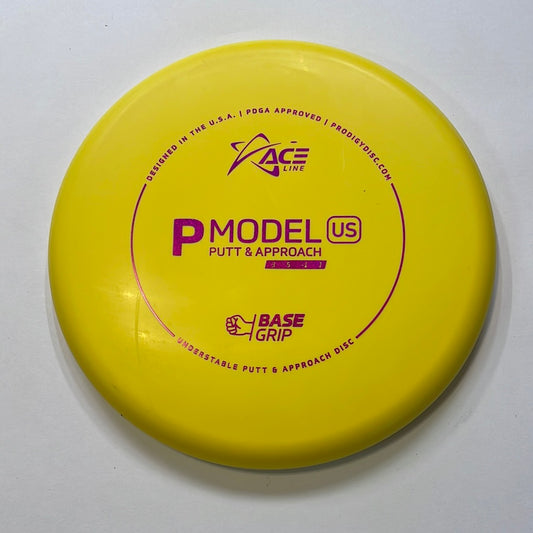 DESIGNED IN THE U.S.A. | PDGA APPROVED | PRODIGYDISC.COM
ACE
LINE
P MODEL US
PUTT & APPROACH
BASE
GRIP
UNDERSTABLE PUTT & APPROACH DISC